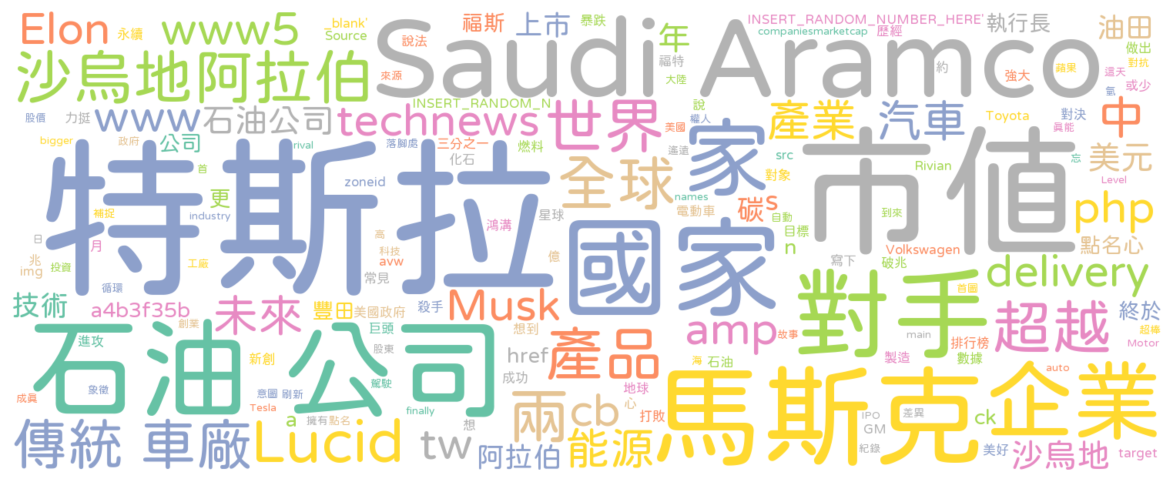 Elon
永續
www5
_blank'
Source
Saudi Aramco
說法
福斯
上市
暴跌
INSERT_RANDOM_NUMBER_HERE'
companiesmarketcap
歷經
執行長
油田
做出
對抗
沙烏地阿拉伯
來源
年
福特
大陸
約
強大
蘋果
這天
氫
或少
股價
力挺
www
石油公司
INSERT_RANDOM_N
technews
世界
說
權人
美國
產業
汽車
Toyota
對決
真能
中
bigger
政府
公司
rival
落腳處
三分之一
化石
燃料
全球
家
遙遠
src
對象
Rivian
忘
美元
Level
特斯拉
首
更
zoneid
補捉
industry
鴻溝
星球
names
電動車
碳
s
自動
目標
n
到來
市値
php
點名心
日
月
兆
img
投資
工廠
高
科技
avw
循環
常見
億
國家
寫下
Volkswagen
破兆
首圖
delivery
技術
a4b3f35b
未來
豐田
美國政府
殺手
Musk
想到
amp
故事
對手
main
排行榜
數據
超越
終於
超棒
Motor
石油公司
創業
進攻
新創
股東
巨頭
駕駛
href
成功
產品
海
石油
地球
心
製造
auto
成真
象徵
意圖
刷新
Tesla
a
擁有
點名
finally
想
兩
cb
打敗
馬斯克
IPO
GM
差異
紀錄
ck
企業
傳統
車廠
Lucid
tw
阿拉伯
能源
美好
沙烏地
target